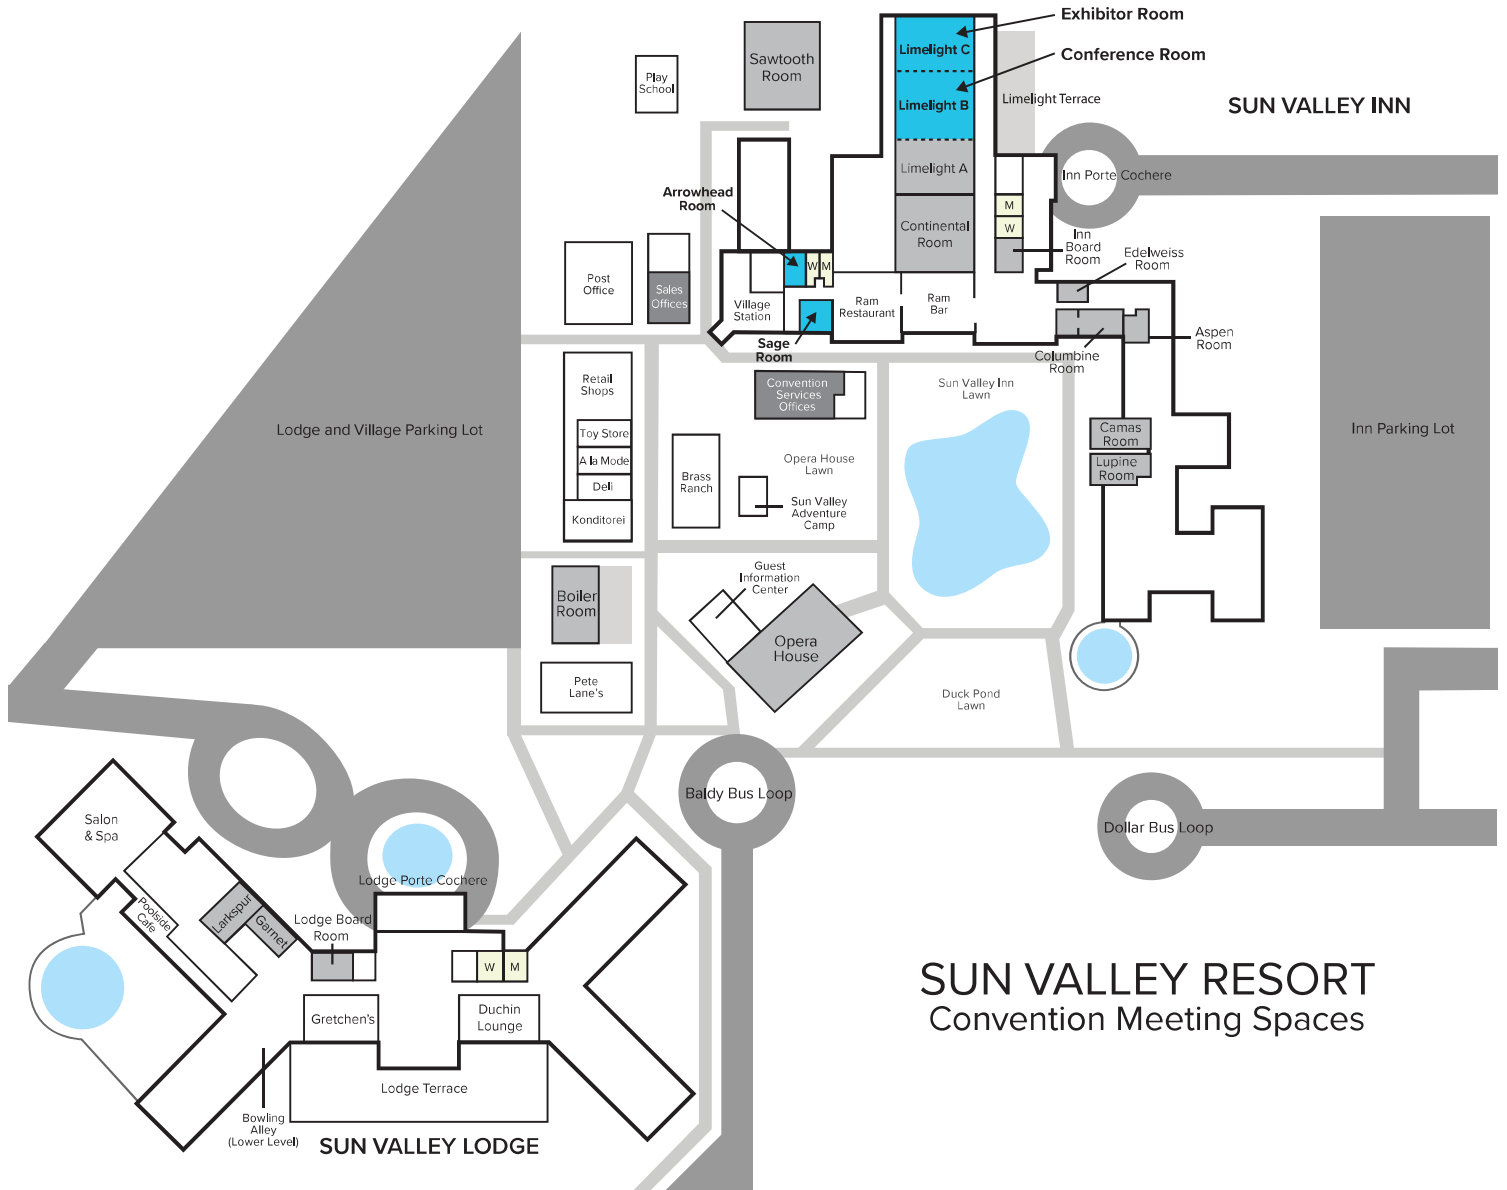 Exhibitor Room
Limelight C
Conference Room
Limelight B
Limelight Terrace
SUN VALLEY INN
Sawtooth
Room
Play
School
Limelight A
Inn Porte Cochere
Arrowhead
Room
M
W
Continental
Room
Inn
Board
Room
Edelweiss
Room
W
M
Post
Office
Sales
Offices
Village
Station
Ram
Restaurant
Ram
Bar
Sage
Room
Columbine
Room
Aspen
Room
Retail
Shops
Toy Store
A la Mode
Deli
Konditorei
Convention
Services
Offices
Sun Valley Inn
Lawn
Lodge and Village Parking Lot
Inn Parking Lot
Camas
Room
Lupine
Room
Opera House
Lawn
Brass
Ranch
Sun Valley
Adventure
Camp
Guest
Information
Center
Boiler
Room
Opera
House
Pete
Lane's
Duck Pond
Lawn
Baldy Bus Loop
Dollar Bus Loop
Salon
& Spa
Lodge Porte Cochere
Poolside
Cafe
Larkspur
Garnet
Lodge Board
Room
W
M
Gretchen's
Duchin
Lounge
Lodge Terrace
Bowling
Alley
(Lower Level)
SUN VALLEY LODGE
SUN VALLEY RESORT
Convention Meeting Spaces